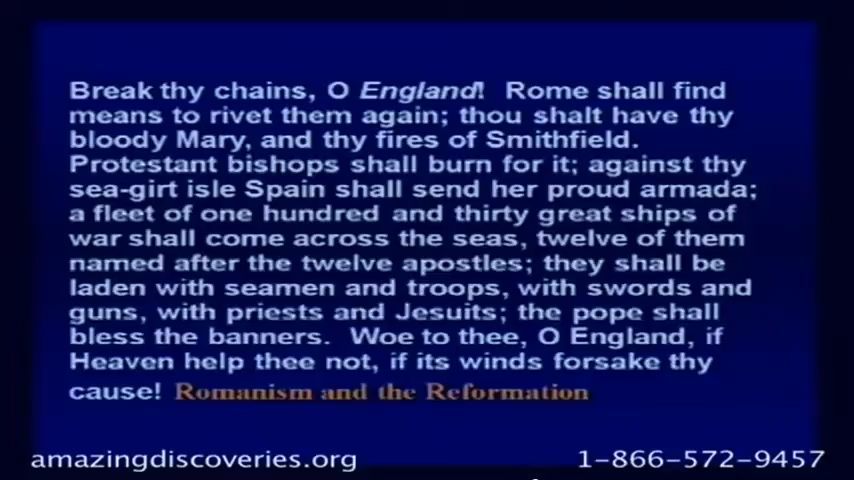 Break thy chains, O England! Rome shall find
means to rivet them again; thou shalt have thy
bloody Mary, and thy fires of Smithfield.
Protestant bishops shall burn for it; against thy
sea-girt isle Spain shall send her proud armada;
a fleet of one hundred and thirty great ships of
war shall come across the seas, twelve of them
named after the twelve apostles; they shall be
laden with seamen and troops, with swords and
guns, with priests and Jesuits; the pope shall
bless the banners. Woe to thee, O England, if
Heaven help thee not, if its winds forsake thy
cause! Romanism and the Reformation
amazingdiscoveries.org 1-866-572-9457